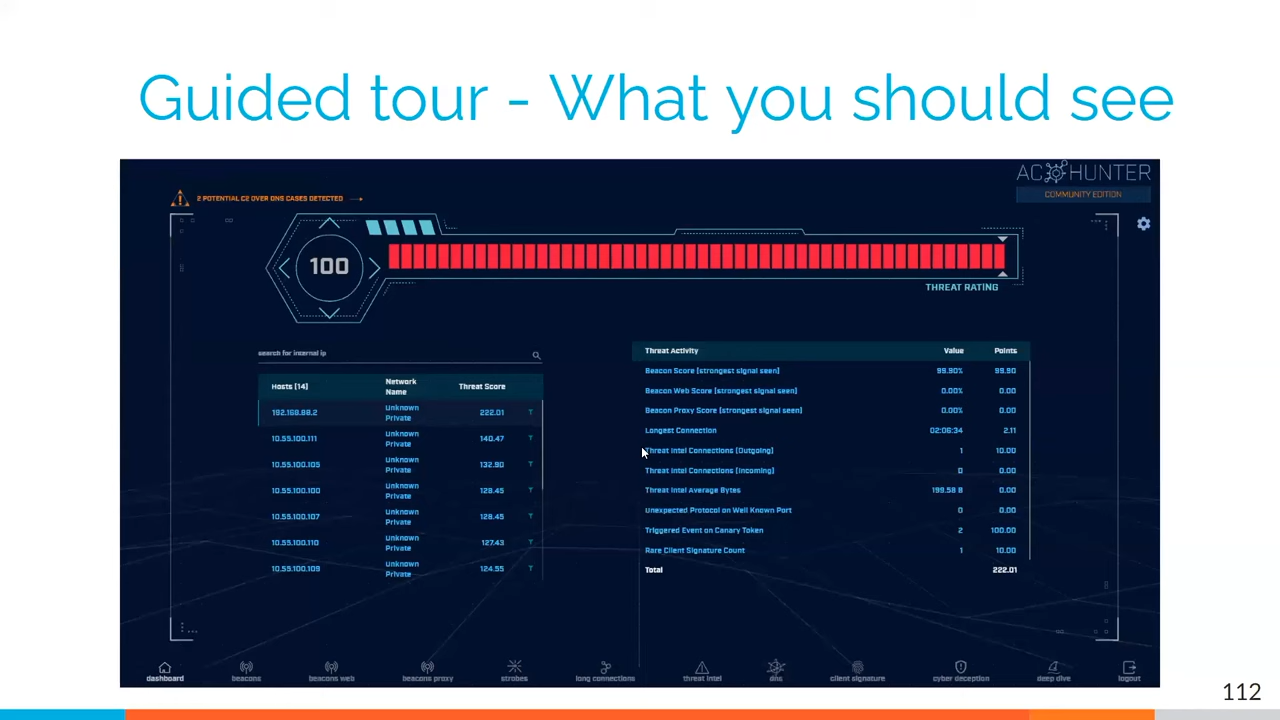 Guided tour - What you should see
AC HUNTER
COMMUNITY EDITION
2 POTENTIAL C2 OVER DNS CASES DETECTED
100
THREAT RATING
search for internal ip
Hosts [14] Network Name Threat Score
192.168.88.2 Unknown Private 222.01 T
10.55.100.111 Unknown Private 140.47 T
10.55.100.105 Unknown Private 132.90 T
10.55.100.100 Unknown Private 128.45 T
10.55.100.107 Unknown Private 128.45 T
10.55.100.110 Unknown Private 127.43 T
10.55.100.109 Unknown Private 124.55 T
Threat Activity Value Points
Beacon Score [strongest signal seen] 99.90% 99.90
Beacon Web Score [strongest signal seen] 0.00% 0.00
Beacon Proxy Score [strongest signal seen] 0.00% 0.00
Longest Connection 02:06:34 2.11
Threat Intel Connections [Outgoing] 1 10.00
Threat Intel Connections [Incoming] 0 0.00
Threat Intel Average Bytes 199.58 B 0.00
Unexpected Protocol on Well Known Port 0 0.00
Triggered Event on Canary Token 2 100.00
Rare Client Signature Count 1 10.00
Total 222.01
dashboard beacons beacons web beacons proxy strobes long connections threat intel dns client signature cyber deception deep dive logout
112